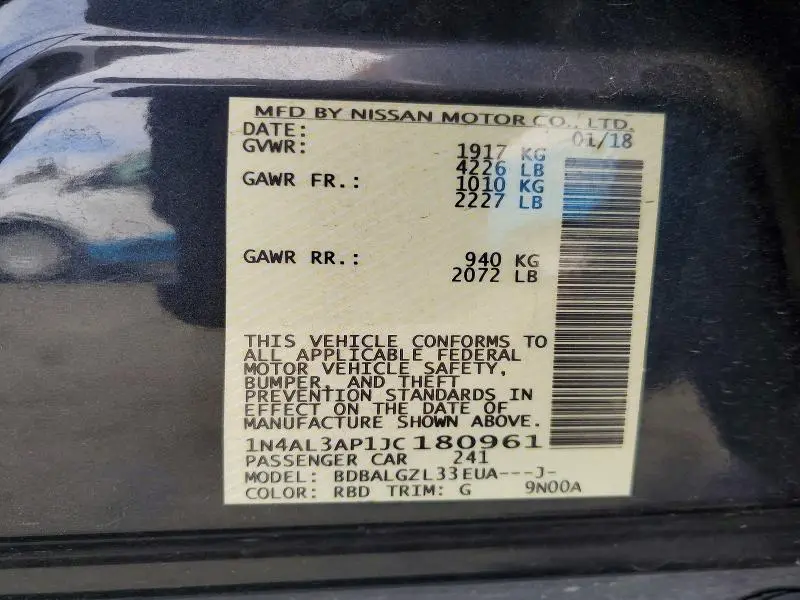 MFD BY NISSAN MOTOR CO., LTD.
DATE: 01/18
GVWR: 1917 KG
4226 LB
GAWR FR.: 1010 KG
2227 LB
GAWR RR.: 940 KG
2072 LB
THIS VEHICLE CONFORMS TO
ALL APPLICABLE FEDERAL
MOTOR VEHICLE SAFETY,
BUMPER, AND THEFT
PREVENTION STANDARDS IN
EFFECT ON THE DATE OF
MANUFACTURE SHOWN ABOVE.
1N4AL3AP1JC180961
PASSENGER CAR 241
MODEL: BDBALGZL33EUA---J-
COLOR: RBD TRIM: G 9N00A